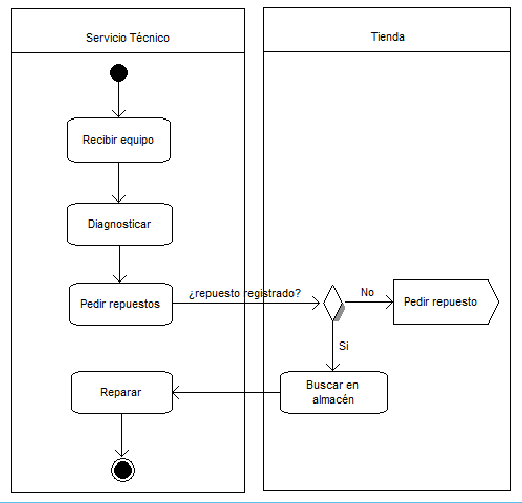 Servicio Técnico
Tienda
Recibir equipo
Diagnosticar
Pedir repuestos
¿repuesto registrado?
No
Pedir repuesto
Si
Buscar en
almacén
Reparar